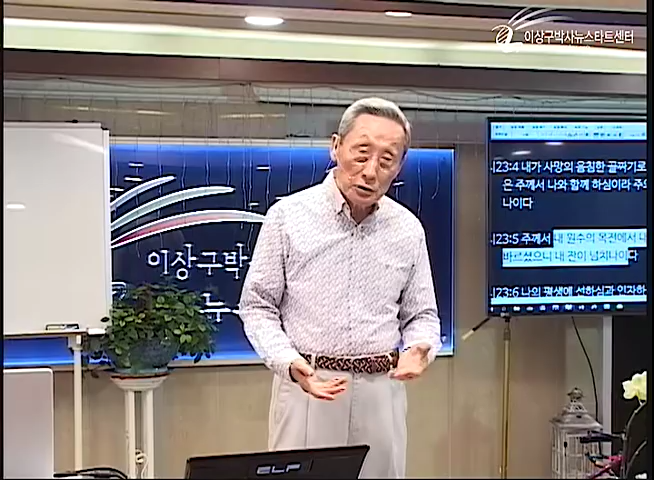 이상구박사뉴스타트센터
이상구박
뉴
23:4 내가 사망의 음침한 골짜기로
은 주께서 나와 함께 하심이라 주의
나이다
23:5 주께서 내 원수의 목전에서 내
바르셨으니 내 잔이 넘치나이다
23:6 나의 평생에 선하심과 인자하
ELF